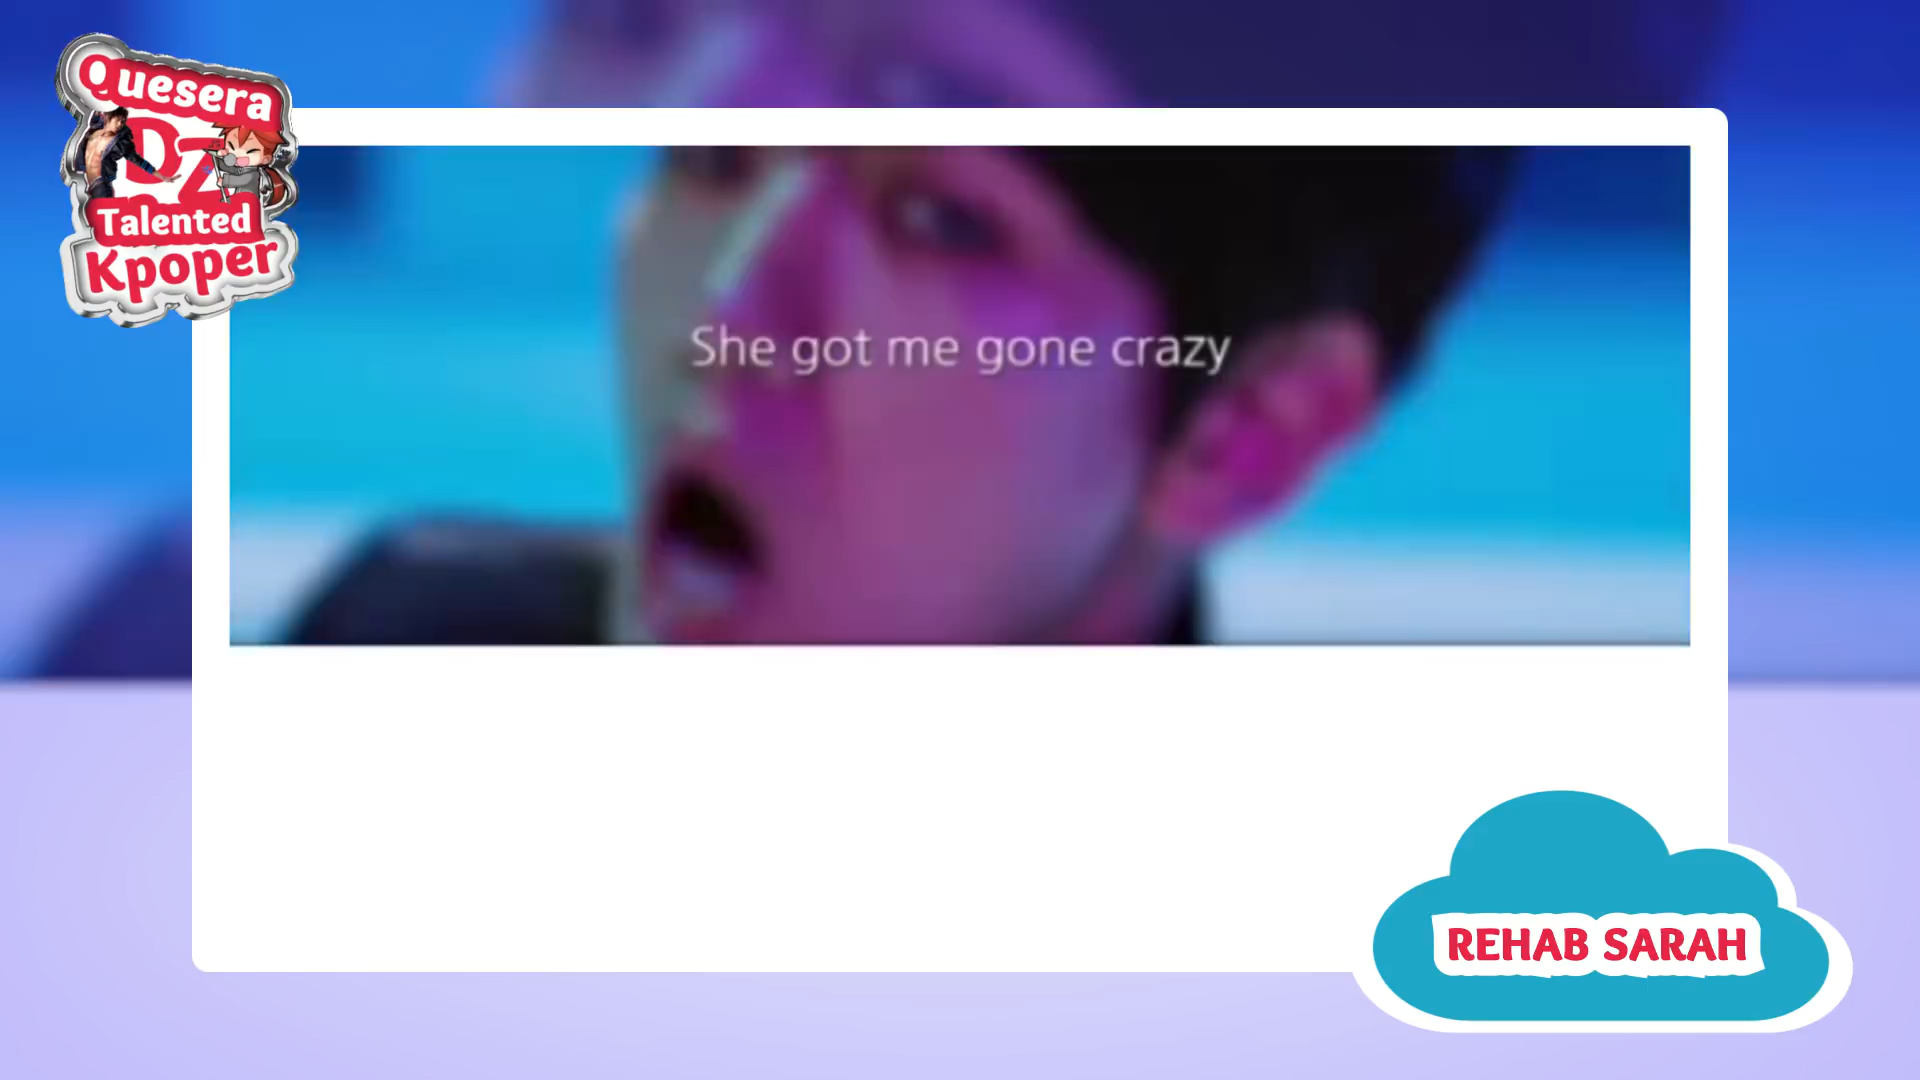 Quesera
Dz
Talented
Kpoper
She got me gone crazy
REHAB SARAH